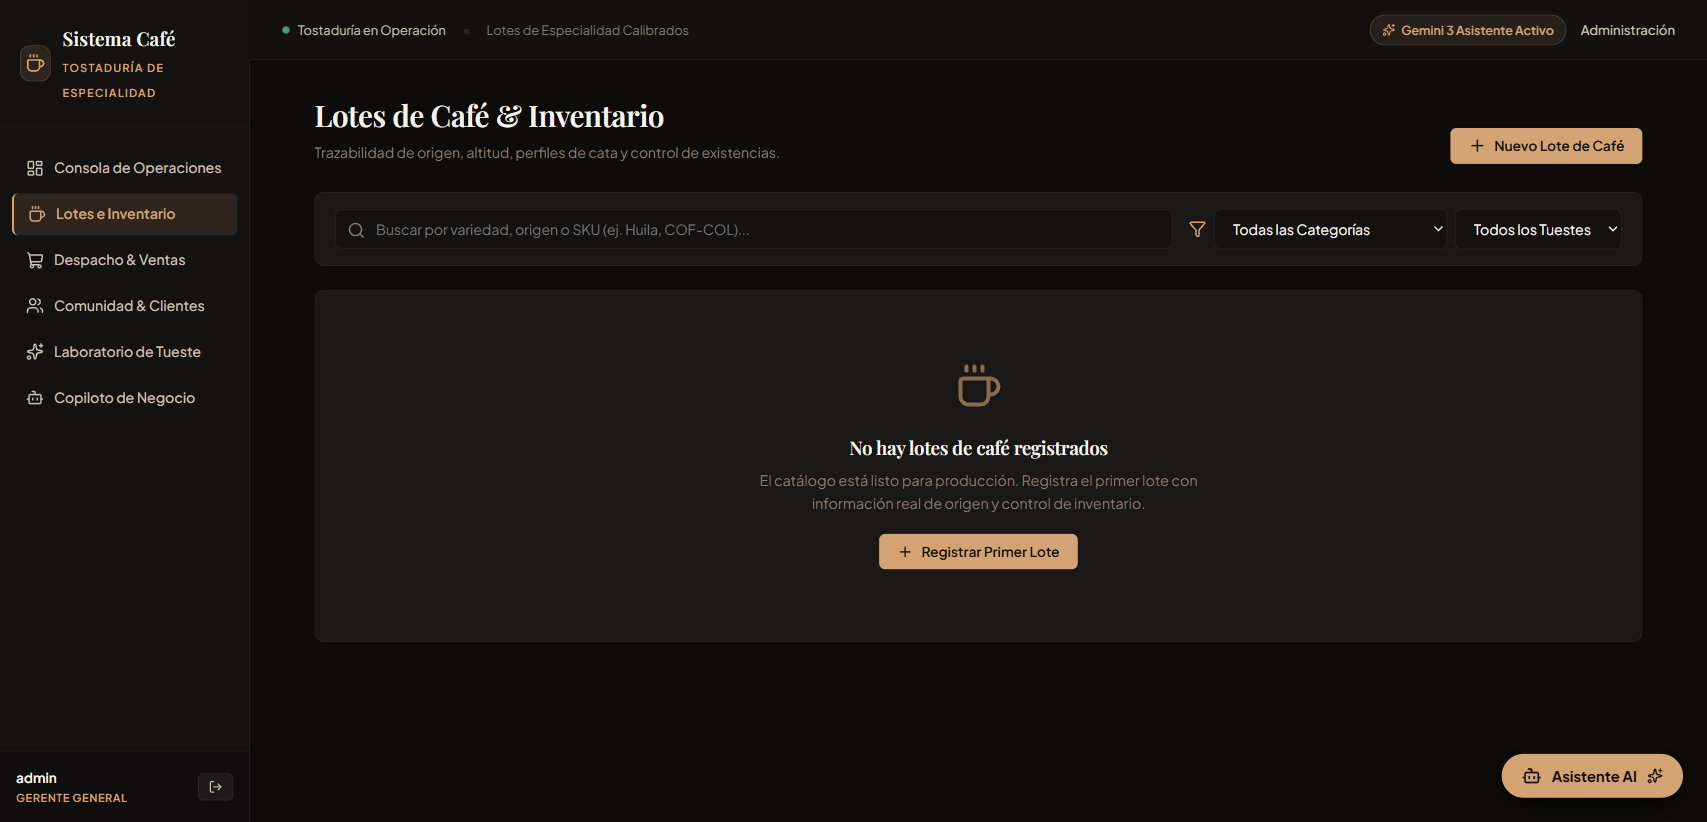 Sistema Café
TOSTADURÍA DE
ESPECIALIDAD
Tostaduría en Operación
Lotes de Especialidad Calibrados
Gemini 3 Asistente Activo
Administración
Consola de Operaciones
Lotes e Inventario
Despacho & Ventas
Comunidad & Clientes
Laboratorio de Tueste
Copiloto de Negocio
Lotes de Café & Inventario
Trazabilidad de origen, altitud, perfiles de cata y control de existencias.
Nuevo Lote de Café
Buscar por variedad, origen o SKU (ej. Huila, COF-COL)...
Todas las Categorías
Todos los Tuestes
No hay lotes de café registrados
El catálogo está listo para producción. Registra el primer lote con
información real de origen y control de inventario.
Registrar Primer Lote
admin
GERENTE GENERAL
Asistente AI